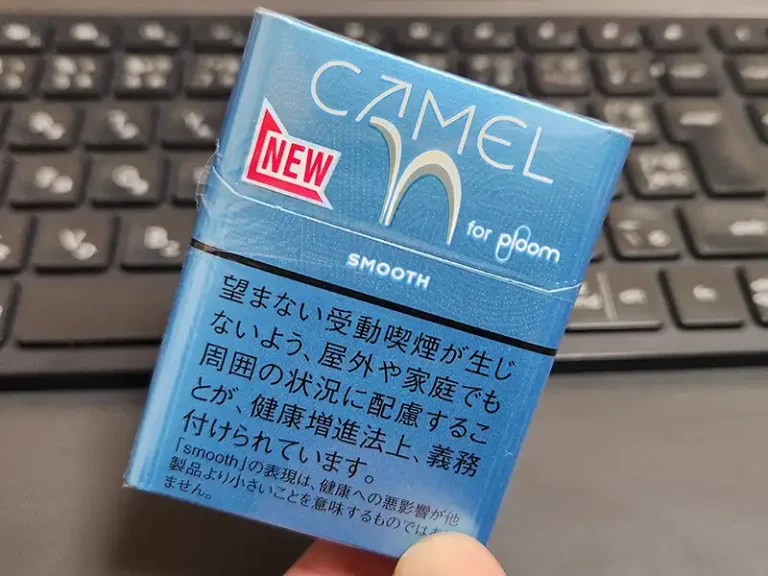 CAMEL
NEW
for ploom
SMOOTH
望まない受動喫煙が生じ
ないよう、屋外や家庭でも
周囲の状況に配慮するこ
とが、健康増進法上、義務
付けられています。
「smooth」の表現は、健康への悪影響が他
製品より小さいことを意味するものではあり
ません。